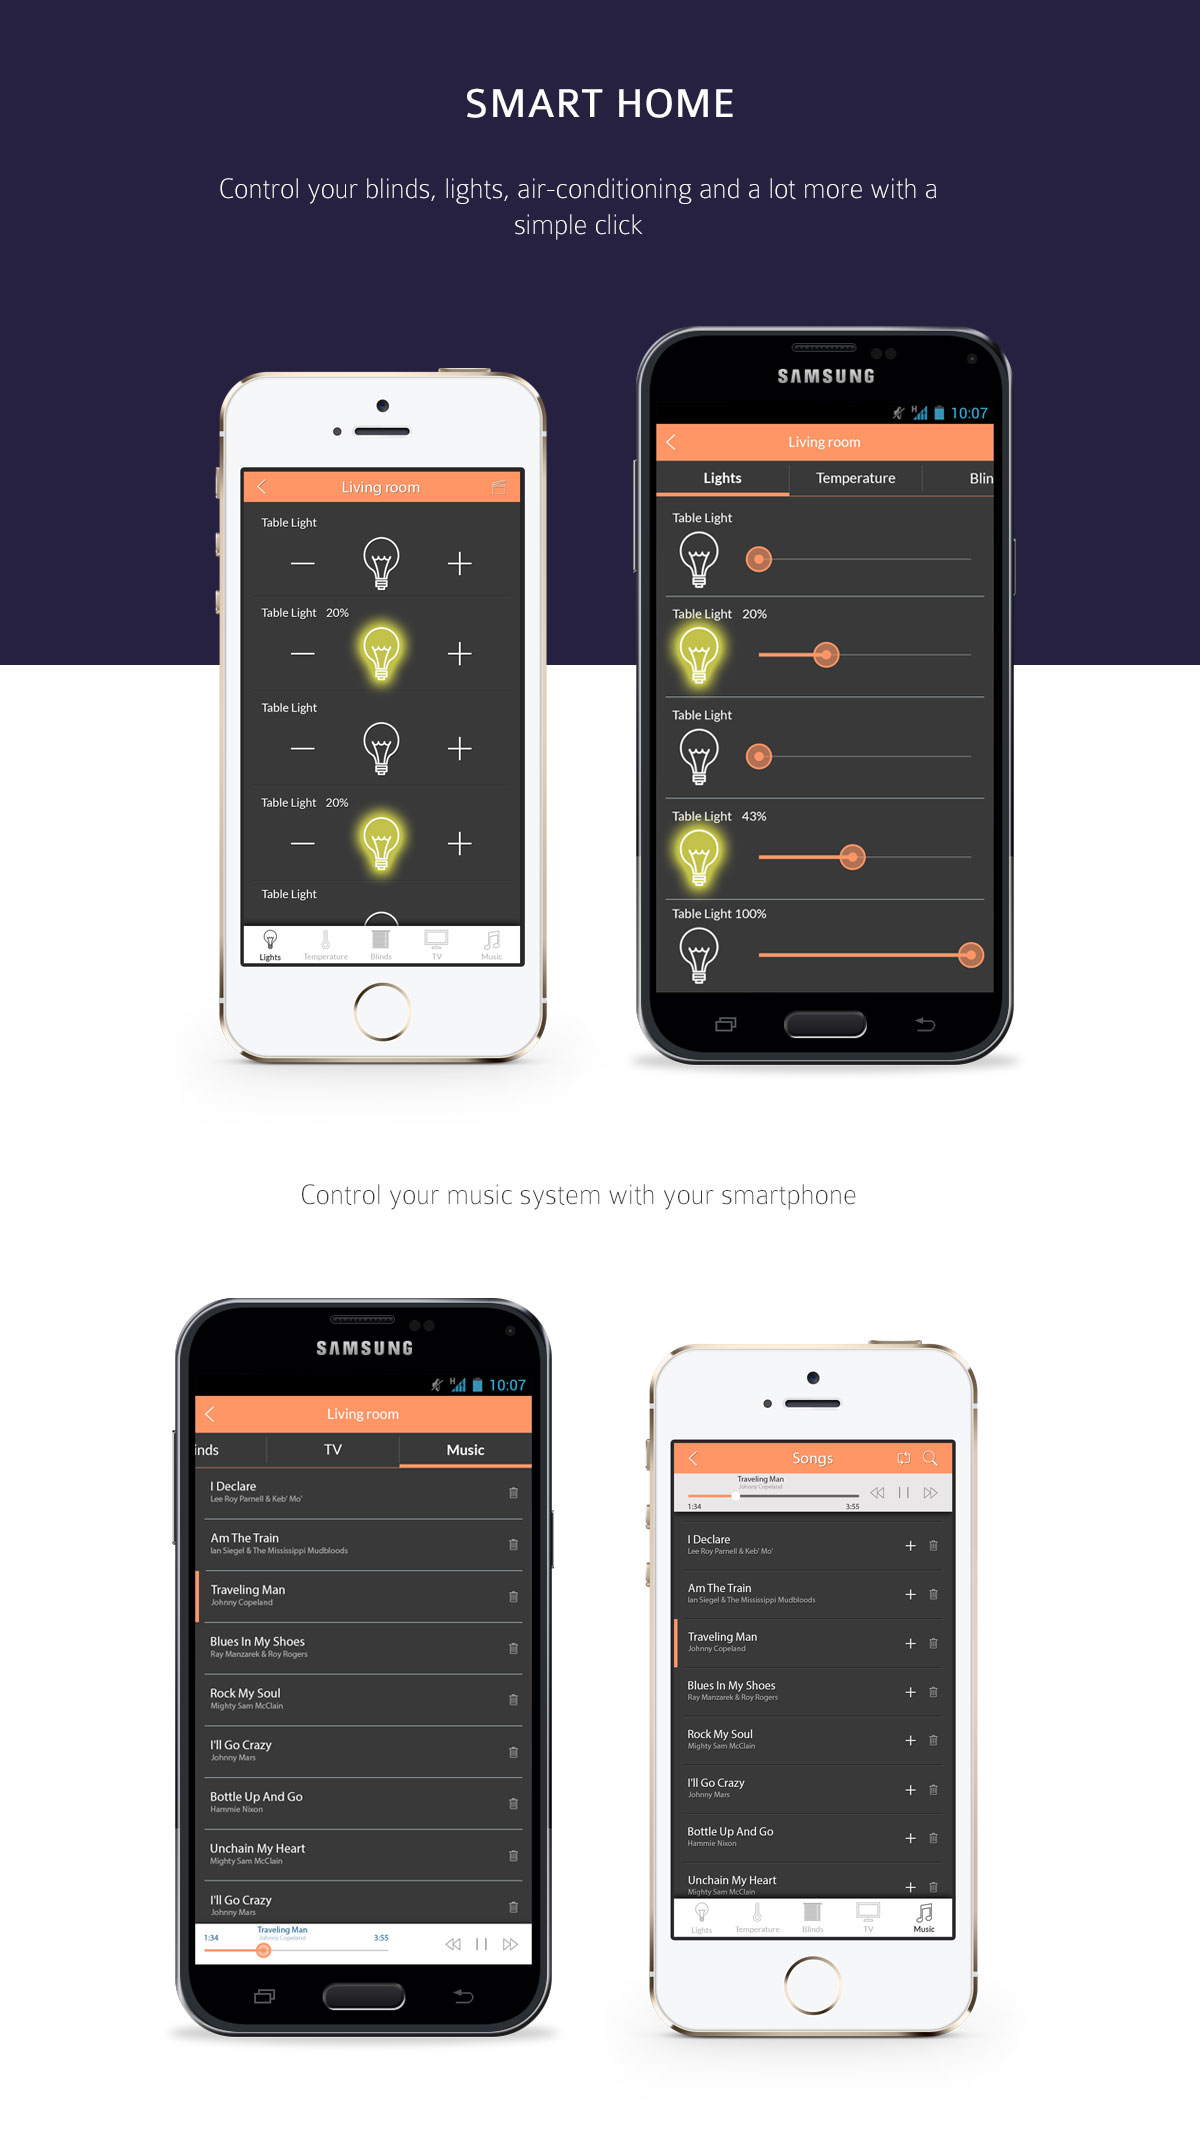 SMART HOME
Control your blinds, lights, air-conditioning and a lot more with a
simple click
Living room
Table Light
Table Light 20%
Table Light
Table Light 20%
Table Light
Lights Temperature Blinds TV Music
SAMSUNG
H 10:07
Living room
Lights Temperature Blin
Table Light
Table Light 20%
Table Light
Table Light 43%
Table Light 100%
Control your music system with your smartphone
SAMSUNG
H 10:07
Living room
inds TV Music
I Declare
Lee Roy Parnell & Keb' Mo'
Am The Train
Ian Siegel & The Mississippi Mudbloods
Traveling Man
Johnny Copeland
Blues In My Shoes
Ray Manzarek & Roy Rogers
Rock My Soul
Mighty Sam McClain
I'll Go Crazy
Johnny Mars
Bottle Up And Go
Hammie Nixon
Unchain My Heart
Mighty Sam McClain
I'll Go Crazy
Johnny Mars
Traveling Man
1:34 Johnny Copeland 3:55
Songs
Traveling Man
Johnny Copeland
1:34 3:55
I Declare
Lee Roy Parnell & Keb' Mo'
Am The Train
Ian Siegel & The Mississippi Mudbloods
Traveling Man
Johnny Copeland
Blues In My Shoes
Ray Manzarek & Roy Rogers
Rock My Soul
Mighty Sam McClain
I'll Go Crazy
Johnny Mars
Bottle Up And Go
Hammie Nixon
Unchain My Heart
Mighty Sam McClain
Lights Temperature Blinds TV Music